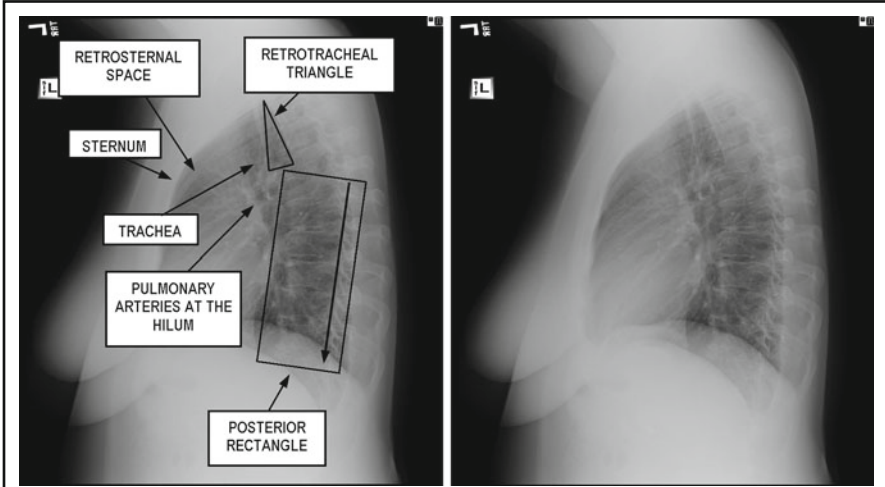 RETROSTERNAL
SPACE
RETROTRACHEAL
TRIANGLE
STERNUM
TRACHEA
PULMONARY
ARTERIES AT THE
HILUM
POSTERIOR
RECTANGLE
L
L